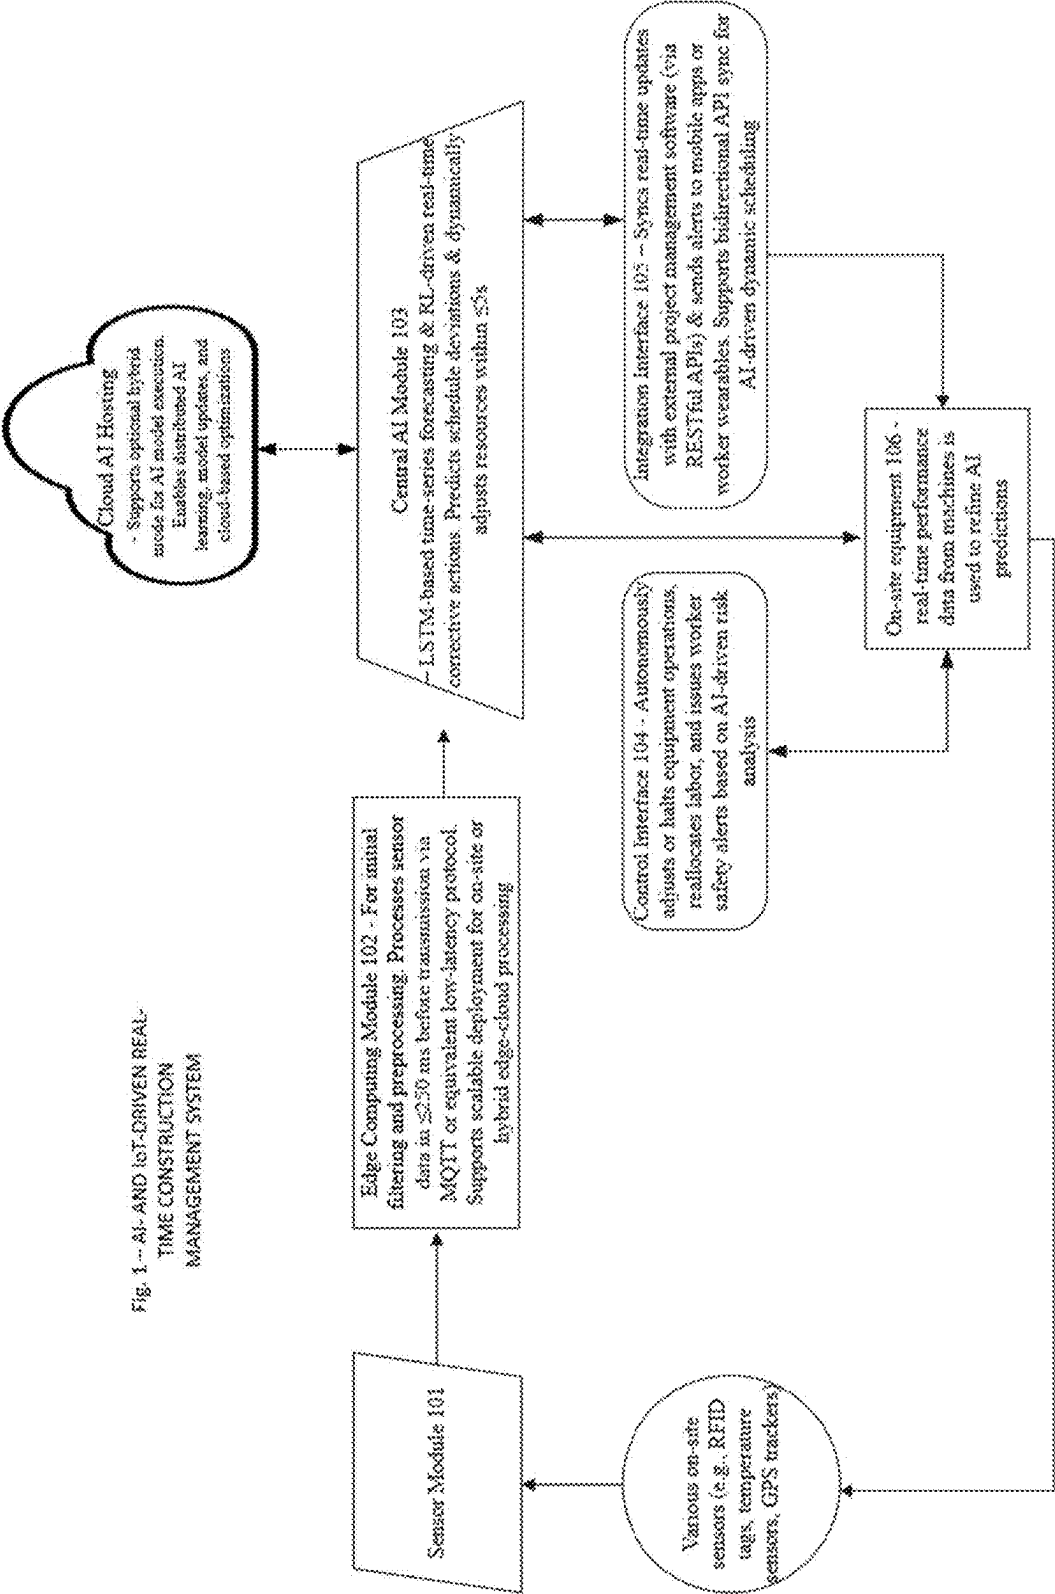 Fig. 1 – AI- AND IoT-DRIVEN REAL-
TIME CONSTRUCTION
MANAGEMENT SYSTEM
Cloud AI Hosting
- Supports optional hybrid
mode for AI model execution.
Enables distributed AI
learning, model updates, and
cloud-based optimizations
Sensor Module 101
Edge Computing Module 102 - For initial
filtering and preprocessing. Processes sensor
data in ≤250 ms before transmission via
MQTT or equivalent low-latency protocol.
Supports scalable deployment for on-site or
hybrid edge-cloud processing
Central AI Module 103
– LSTM-based time-series forecasting & RL-driven real-time
corrective actions. Predicts schedule deviations & dynamically
adjusts resources within ≤5s
Various on-site
sensors (e.g., RFID
tags, temperature
sensors, GPS trackers)
Control Interface 104 - Autonomously
adjusts or halts equipment operations,
reallocates labor, and issues worker
safety alerts based on AI-driven risk
analysis
Integration Interface 105 – Syncs real-time updates
with external project management software (via
RESTful APIs) & sends alerts to mobile apps or
worker wearables. Supports bidirectional API sync for
AI-driven dynamic scheduling
On-site equipment 106 -
real-time performance
data from machines is
used to refine AI
predictions